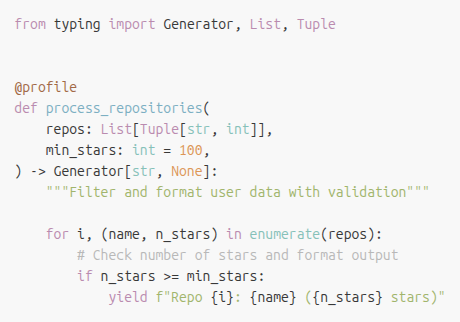 from typing import Generator, List, Tuple
@profile
def process_repositories(
    repos: List[Tuple[str, int]],
    min_stars: int = 100,
) -> Generator[str, None]:
    """Filter and format user data with validation"""
    for i, (name, n_stars) in enumerate(repos):
        # Check number of stars and format output
        if n_stars >= min_stars:
            yield f"Repo {i}: {name} ({n_stars} stars)"